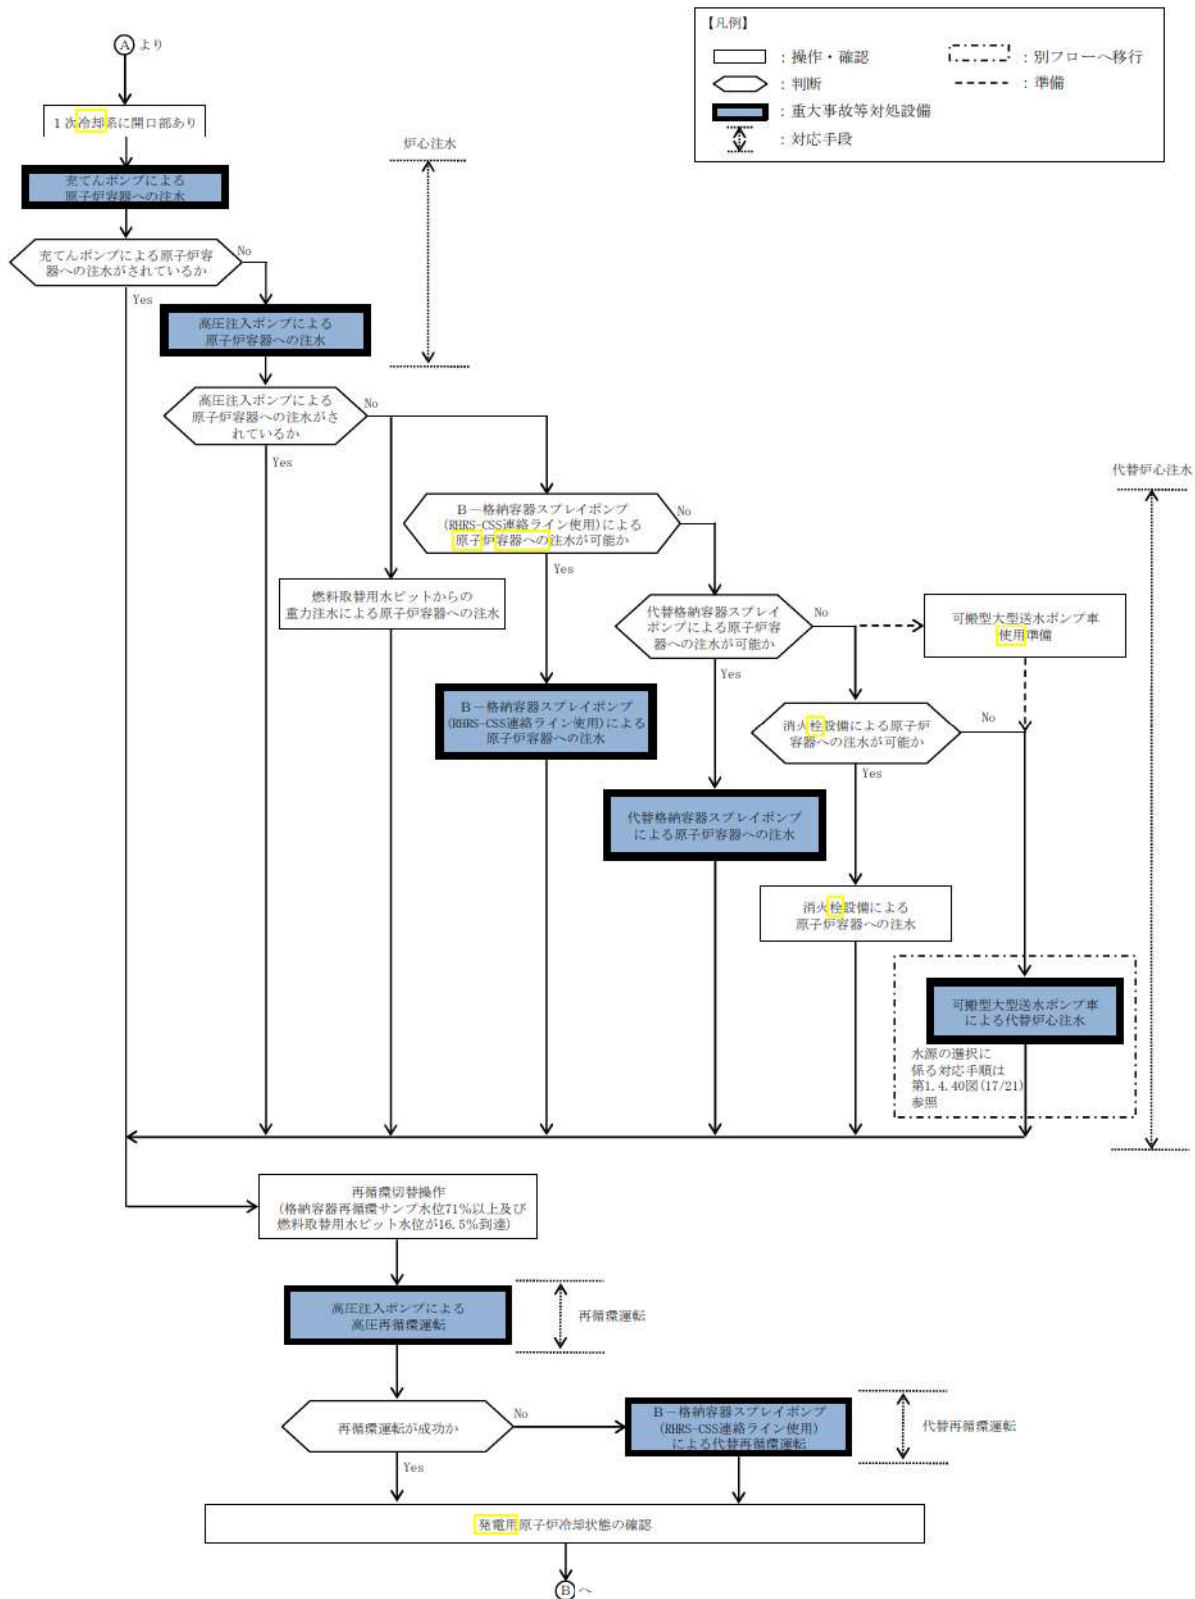 【凡例】
：操作・確認
：別フローへ移行
：判断
：準備
：重大事故等対処設備
：対応手段
Ⓐより
1次冷却系に開口部あり
炉心注水
充てんポンプによる
原子炉容器への注水
充てんポンプによる原子炉容
器への注水がされているか
No
Yes
高圧注入ポンプによる
原子炉容器への注水
高圧注入ポンプによる
原子炉容器への注水がさ
れているか
No
Yes
代替炉心注水
B－格納容器スプレイポンプ
(RHRS-CSS連絡ライン使用)による
原子炉容器への注水が可能か
No
Yes
燃料取替用水ピットからの
重力注水による原子炉容器への注水
代替格納容器スプレイ
ポンプによる原子炉容
器への注水が可能か
No
Yes
可搬型大型送水ポンプ車
使用準備
B－格納容器スプレイポンプ
(RHRS-CSS連絡ライン使用)による
原子炉容器への注水
消火栓設備による原子炉
容器への注水が可能か
No
Yes
代替格納容器スプレイポンプ
による原子炉容器への注水
消火栓設備による
原子炉容器への注水
可搬型大型送水ポンプ車
による代替炉心注水
水源の選択に
係る対応手順は
第1.4.40図(17/21)
参照
再循環切替操作
(格納容器再循環サンプ水位71%以上及び
燃料取替用水ピット水位が16.5%到達)
高圧注入ポンプによる
高圧再循環運転
再循環運転
再循環運転が成功か
No
Yes
B－格納容器スプレイポンプ
(RHRS-CSS連絡ライン使用)
による代替再循環運転
代替再循環運転
発電用原子炉冷却状態の確認
Ⓑへ